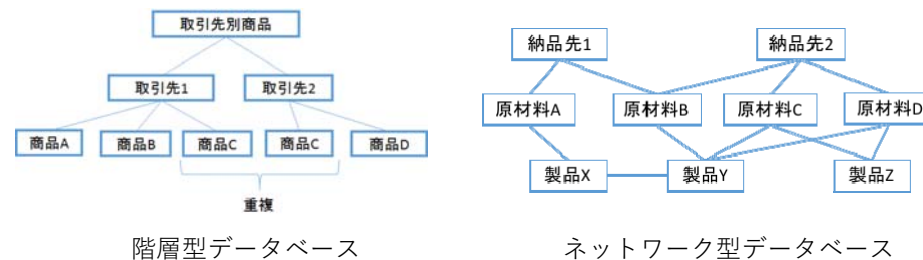 取引先別商品
取引先1
取引先2
商品A
商品B
商品C
商品C
商品D
重複
階層型データベース
納品先1
納品先2
原材料A
原材料B
原材料C
原材料D
製品X
製品Y
製品Z
ネットワーク型データベース